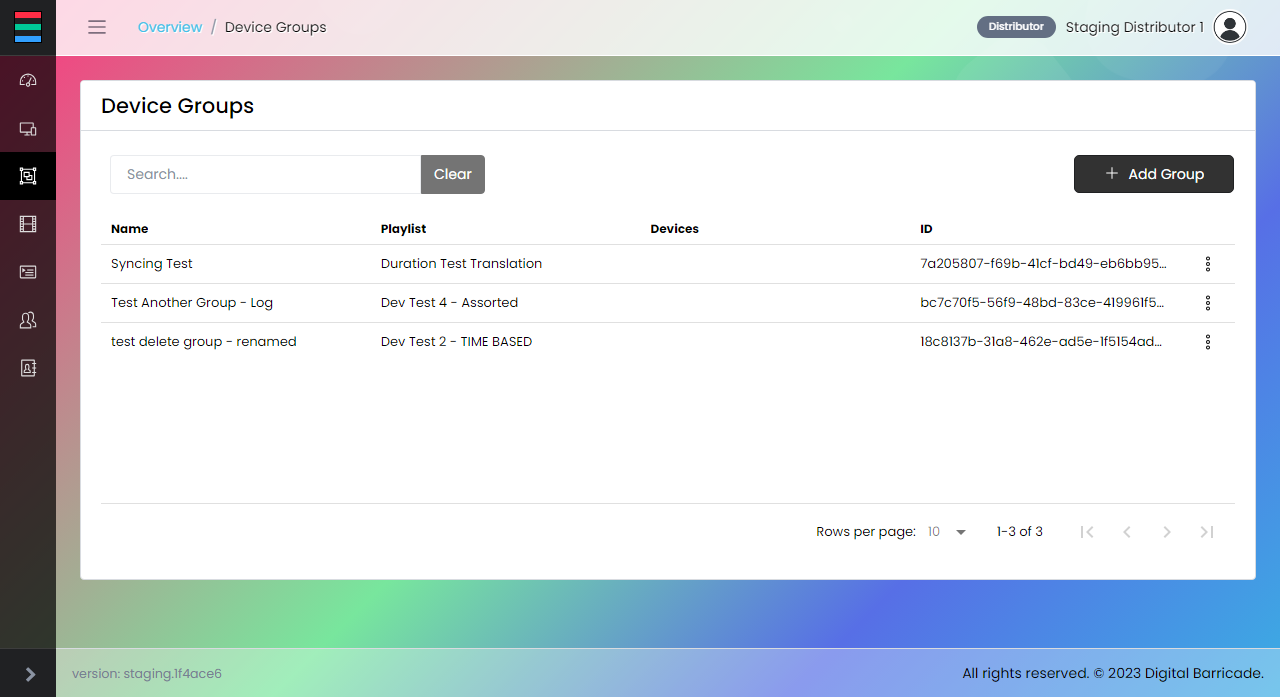 Overview / Device Groups
Distributor Staging Distributor 1
Device Groups
Search.... Clear
+ Add Group
Name Playlist Devices ID
Syncing Test Duration Test Translation 7a205807-f69b-41cf-bd49-eb6bb95...
Test Another Group - Log Dev Test 4 - Assorted bc7c70f5-56f9-48bd-83ce-419961f5...
test delete group - renamed Dev Test 2 - TIME BASED 18c8137b-31a8-462e-ad5e-1f5154ad...
Rows per page: 10 1-3 of 3
version: staging.1f4ace6
All rights reserved. © 2023 Digital Barricade.